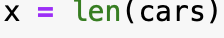 x = len(cars)